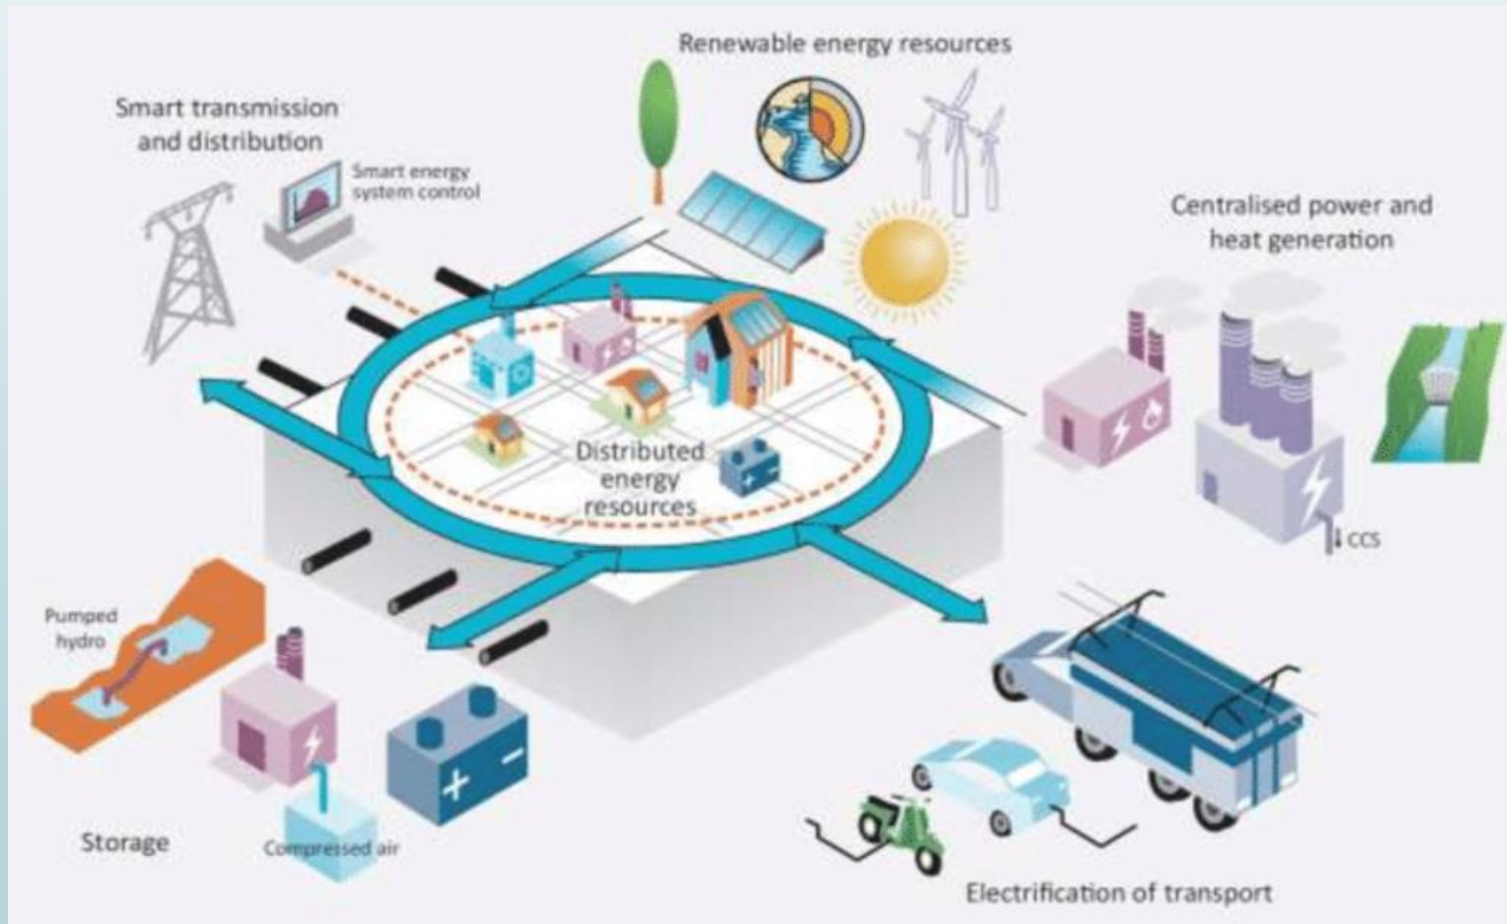 Renewable energy resources
Smart transmission
and distribution
Smart energy
system control
Centralised power and
heat generation
Distributed
energy
resources
CCS
Pumped
hydro
Storage
Compressed air
Electrification of transport